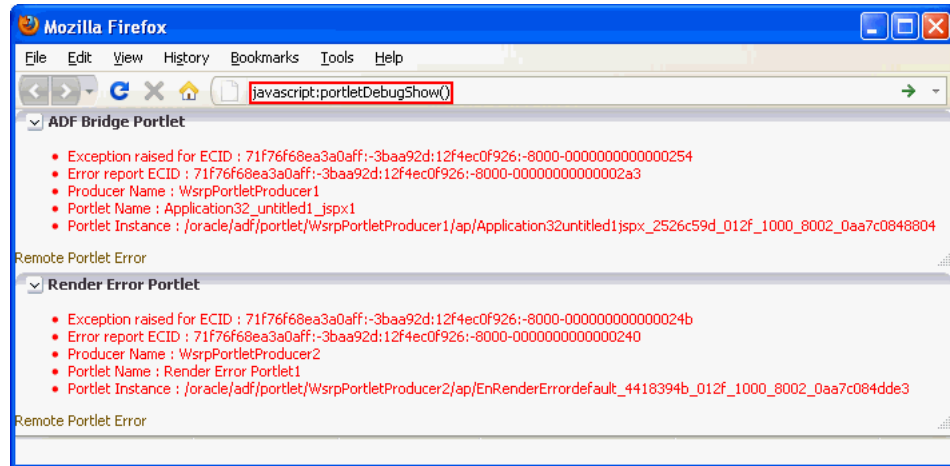 Mozilla Firefox
File Edit View History Bookmarks Tools Help
javascript:portletDebugShow()
ADF Bridge Portlet
Exception raised for ECID : 71f76f68ea3a0aff:-3baa92d:12f4ec0f926:-8000-0000000000000254
Error report ECID : 71f76f68ea3a0aff:-3baa92d:12f4ec0f926:-8000-00000000000002a3
Producer Name : WsrpPortletProducer1
Portlet Name : Application32_untitled1_jspx1
Portlet Instance : /oracle/adf/portlet/WsrpPortletProducer1/ap/Application32untitled1jspx_2526c59d_012f_1000_8002_0aa7c0848804
Remote Portlet Error
Render Error Portlet
Exception raised for ECID : 71f76f68ea3a0aff:-3baa92d:12f4ec0f926:-8000-000000000000024b
Error report ECID : 71f76f68ea3a0aff:-3baa92d:12f4ec0f926:-8000-0000000000000240
Producer Name : WsrpPortletProducer2
Portlet Name : Render Error Portlet1
Portlet Instance : /oracle/adf/portlet/WsrpPortletProducer2/ap/EnRenderErrordefault_4418394b_012f_1000_8002_0aa7c084dde3
Remote Portlet Error